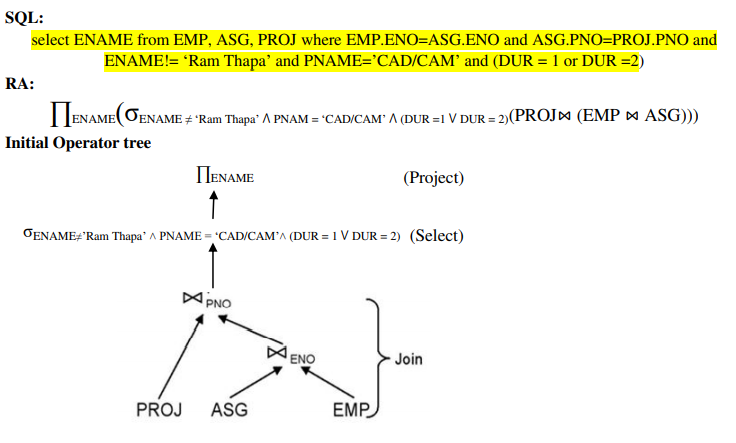 SQL:
select ENAME from EMP, ASG, PROJ where EMP.ENO=ASG.ENO and ASG.PNO=PROJ.PNO and
ENAME!= ‘Ram Thapa’ and PNAME=’CAD/CAM’ and (DUR = 1 or DUR =2)
RA:
∏ENAME(σENAME ≠ ‘Ram Thapa’ Λ PNAM = ‘CAD/CAM’ Λ (DUR =1 V DUR = 2)(PROJ⋈ (EMP ⋈ ASG)))
Initial Operator tree
∏ENAME (Project)
σENAME≠’Ram Thapa’ ∧ PNAME = ‘CAD/CAM’∧ (DUR = 1 V DUR = 2) (Select)
⋈ PNO
⋈ ENO
Join
PROJ ASG EMP